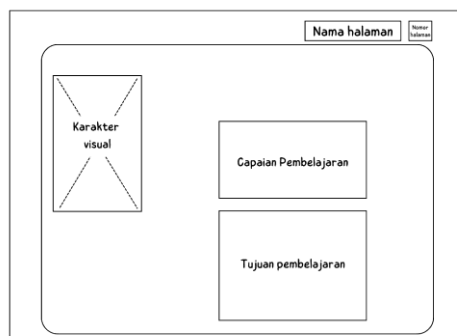 Nama halaman
Nomor
halaman
Karakter
visual
Capaian Pembelajaran
Tujuan pembelajaran